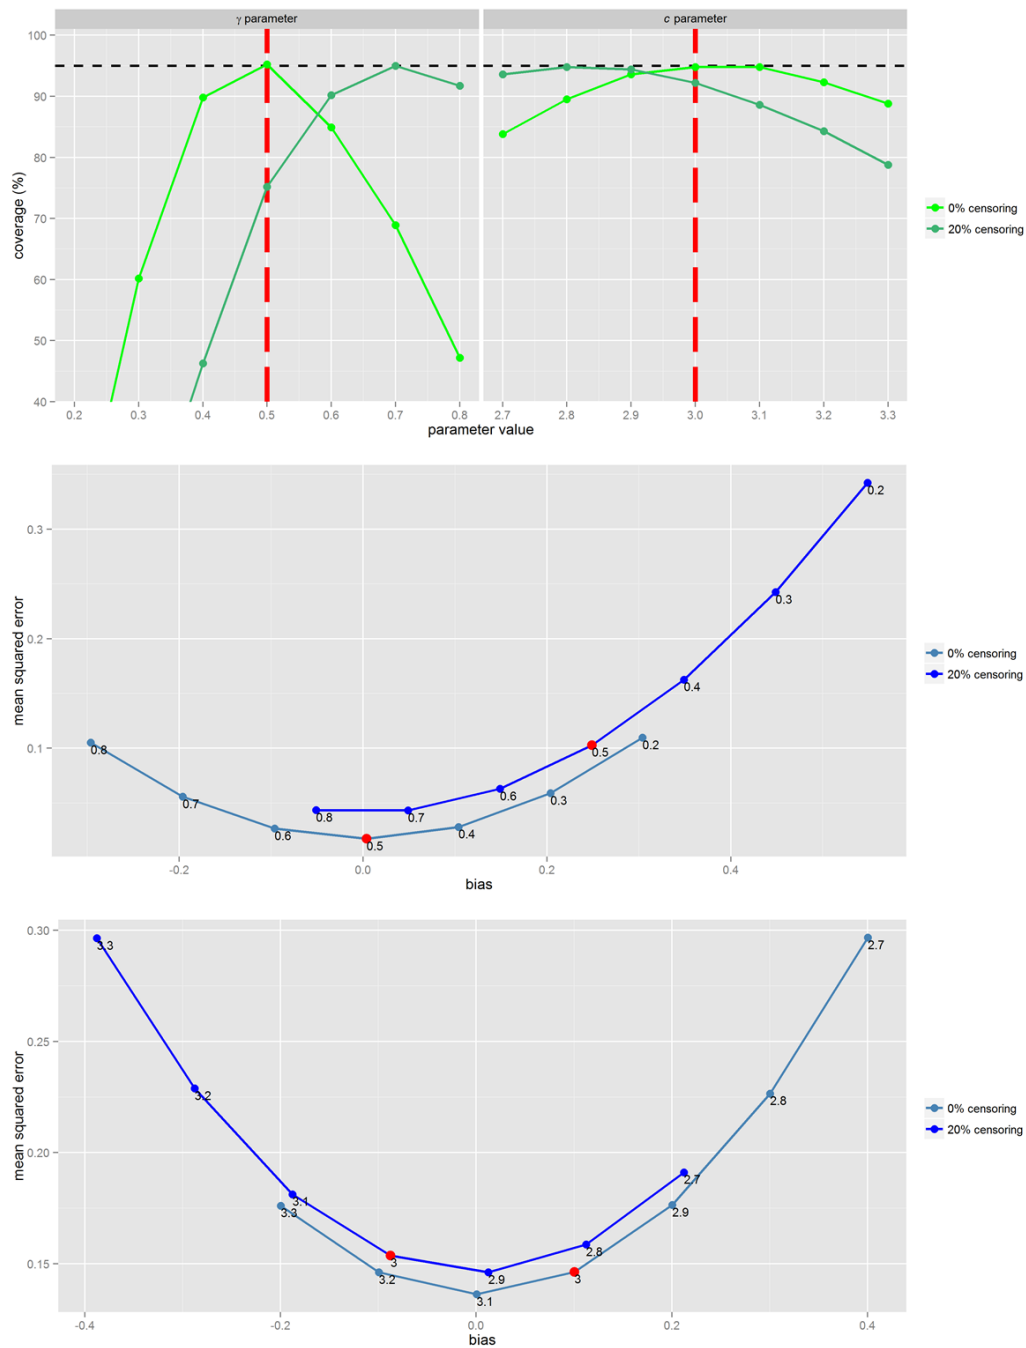 γ parameter
c parameter
100
90
80
70
60
50
40
coverage (%)
0.2 0.3 0.4 0.5 0.6 0.7 0.8 2.7 2.8 2.9 3.0 3.1 3.2 3.3
parameter value
0% censoring
20% censoring
0.3
0.2
0.1
mean squared error
0.2
0.3
0.4
0.5
0.6
0.7
0.8
0.8
0.7
0.6
0.5
0.4
0.3
0.2
-0.2 0.0 0.2 0.4
bias
0% censoring
20% censoring
0.30
0.25
0.20
0.15
mean squared error
3.3
3.2
3.1
3
2.9
2.8
2.7
3.3
3.2
3.1
3
2.9
2.8
2.7
-0.4 -0.2 0.0 0.2 0.4
bias
0% censoring
20% censoring